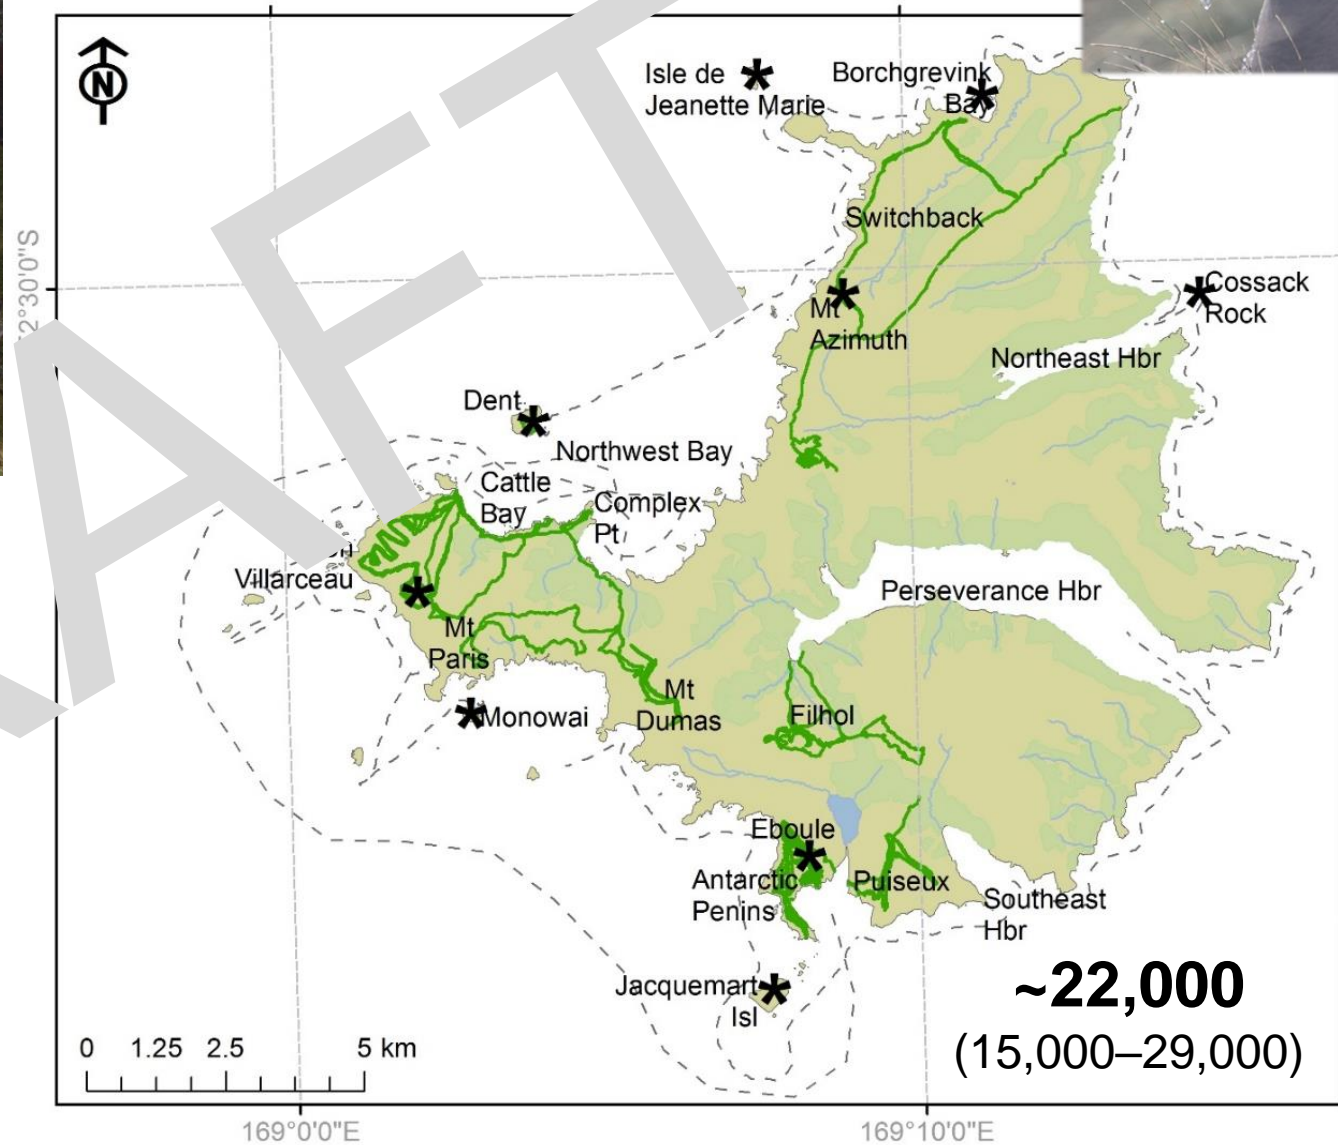 Isle de
Jeanette Marie
Borchgrevink
Bay
N
Switchback
2°30'0"S
Cossack
Rock
Mt
Azimuth
Northeast Hbr
Dent
Northwest Bay
Cattle
Bay
Complex
Pt
Villarceau
Perseverance Hbr
Mt
Paris
Mt
Dumas
Monowai
Filhol
Eboule
Antarctic
Penins
Puiseux
Southeast
Hbr
Jacquemart
Isl
~22,000
(15,000–29,000)
0 1.25 2.5 5 km
169°0'0"E
169°10'0"E
AFT